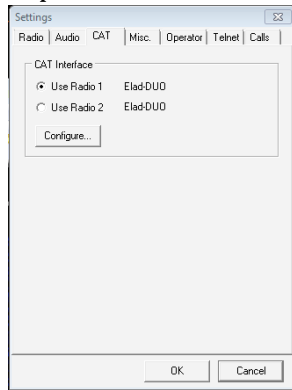 Settings
Radio Audio CAT Misc. Operator Telnet Calls
CAT Interface
Use Radio 1 Elad-DUO
Use Radio 2 Elad-DUO
Configure...
OK Cancel